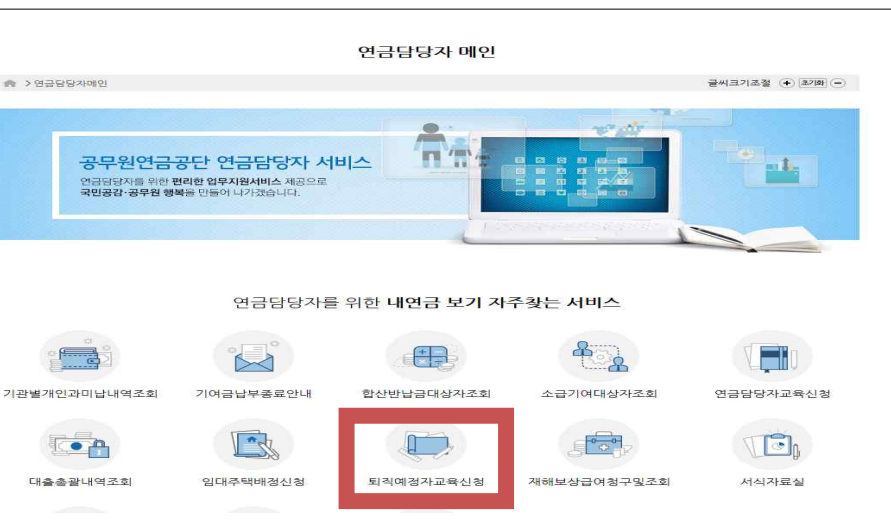 연금담당자 메인
> 연금담당자메인
글씨크기조절 + 초기화 -
공무원연금공단 연금담당자 서비스
연금담당자를 위한 편리한 업무지원서비스 제공으로
국민공감·공무원 행복을 만들어 나가겠습니다.
연금담당자를 위한 내연금 보기 자주찾는 서비스
기관별개인과미납내역조회
기여금납부종료안내
합산반납금대상자조회
소급기여대상자조회
연금담당자교육신청
대출총괄내역조회
임대주택배정신청
퇴직예정자교육신청
재해보상급여청구및조회
서식자료실